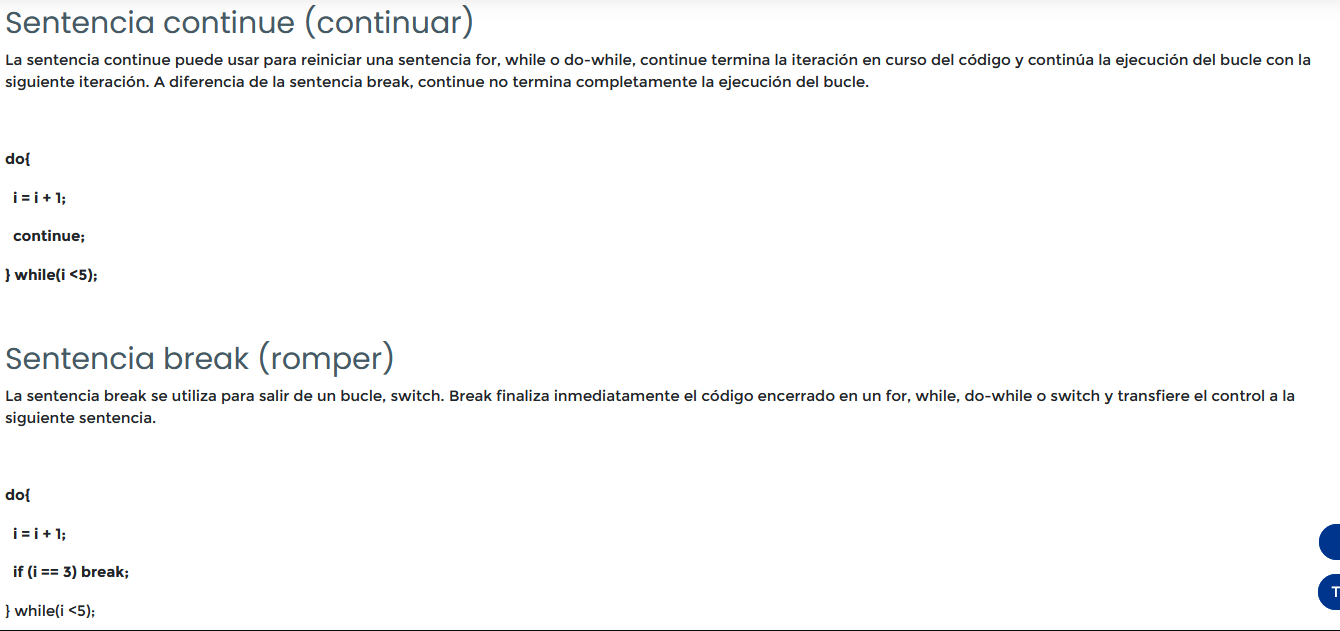 Sentencia continue (continuar)
La sentencia continue puede usar para reiniciar una sentencia for, while o do-while, continue termina la iteración en curso del código y continúa la ejecución del bucle con la
siguiente iteración. A diferencia de la sentencia break, continue no termina completamente la ejecución del bucle.
do{
i = i + 1;
continue;
} while(i <5);
Sentencia break (romper)
La sentencia break se utiliza para salir de un bucle, switch. Break finaliza inmediatamente el código encerrado en un for, while, do-while o switch y transfiere el control a la
siguiente sentencia.
do{
i = i + 1;
if (i == 3) break;
T
} while(i <5);